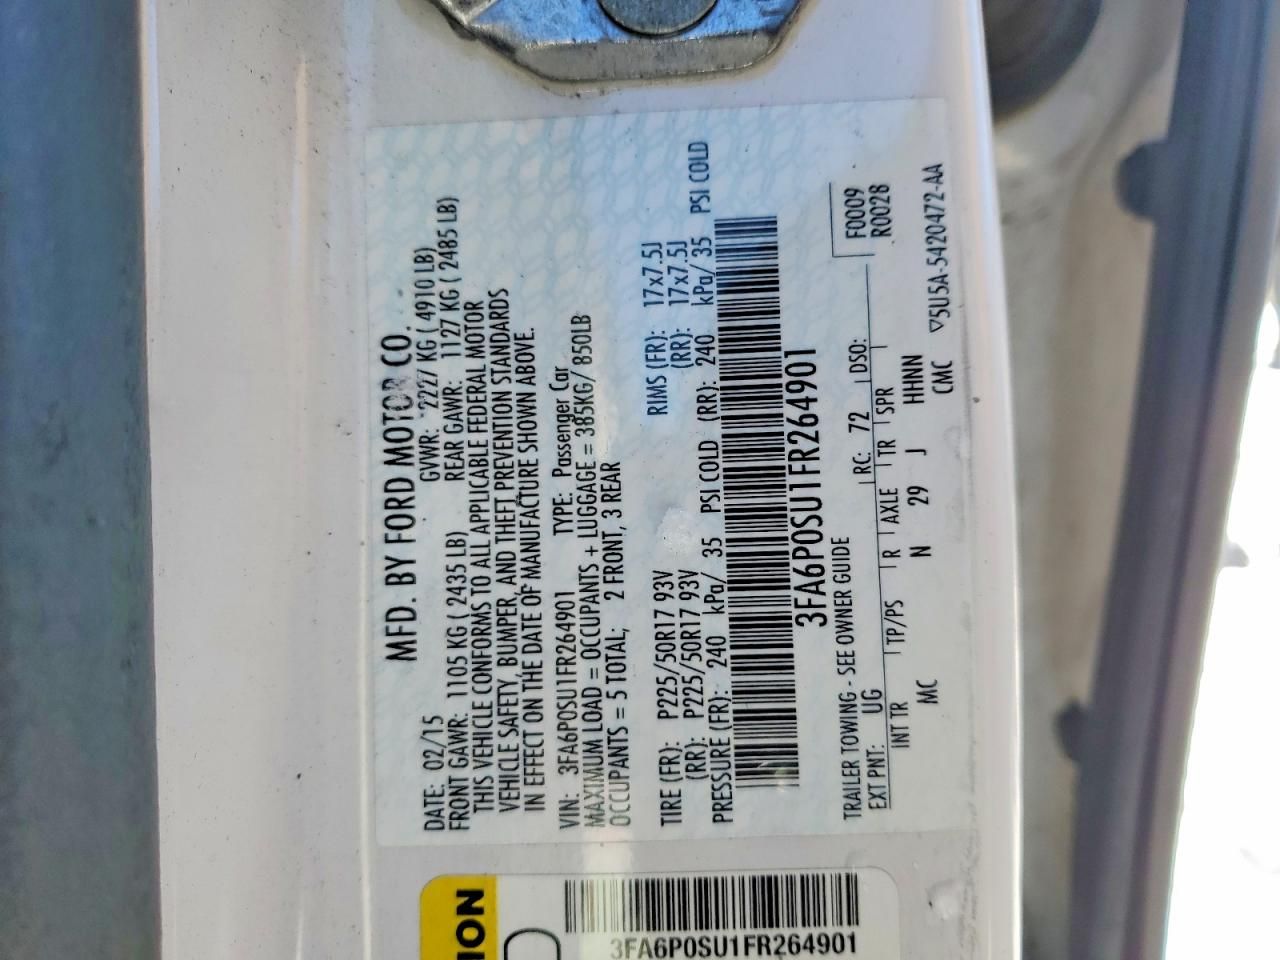 MFD. BY FORD MOTOR CO.
DATE: 02/15 GVWR: 2227 KG ( 4910 LB)
FRONT GAWR: 1105 KG ( 2435 LB) REAR GAWR: 1127 KG ( 2485 LB)
THIS VEHICLE CONFORMS TO ALL APPLICABLE FEDERAL MOTOR
VEHICLE SAFETY, BUMPER, AND THEFT PREVENTION STANDARDS
IN EFFECT ON THE DATE OF MANUFACTURE SHOWN ABOVE.
VIN: 3FA6P0SU1FR264901 TYPE: Passenger Car
MAXIMUM LOAD = OCCUPANTS + LUGGAGE = 385KG/ 850LB
OCCUPANTS = 5 TOTAL, 2 FRONT, 3 REAR
TIRE (FR): P225/50R17 93V RIMS (FR): 17x7.5J
(RR): P225/50R17 93V (RR): 17x7.5J
PRESSURE (FR): 240 kPa/ 35 PSI COLD (RR): 240 kPa/ 35 PSI COLD
3FA6P0SU1FR264901
TRAILER TOWING - SEE OWNER GUIDE F0009
EXT PNT: UG RC: 72 DSO: R0028
INT TR TP/PS R AXLE TR SPR
MC N 29 J HHNN
CMC ▽5U5A-5420472-AA
ION
3FA6P0SU1FR264901